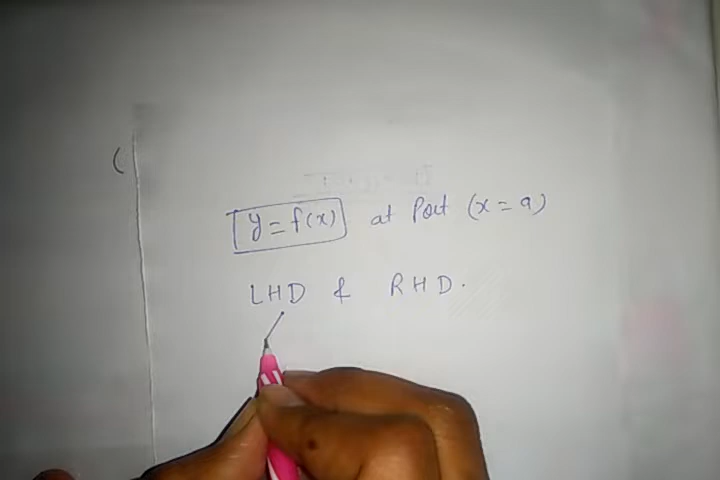 y = f(x) at Poit (x = a)
LHD & RHD.